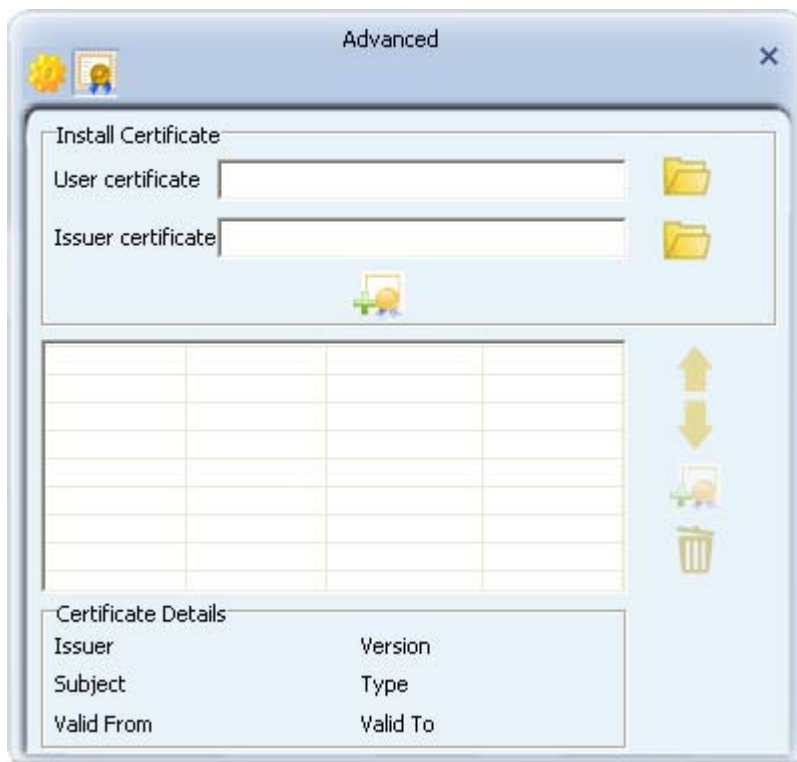 Advanced
Install Certificate
User certificate
Issuer certificate
Certificate Details
Issuer Version
Subject Type
Valid From Valid To